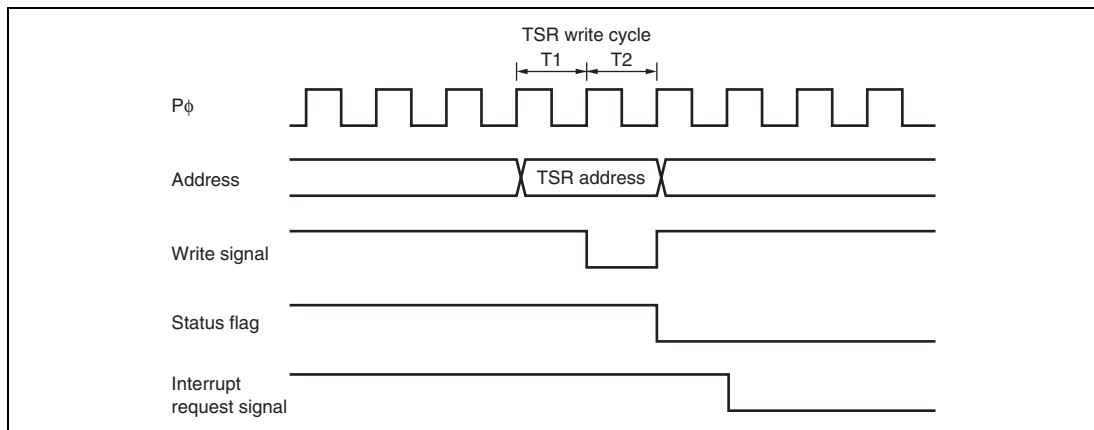 TSR write cycle
T1 T2
Pϕ
Address
TSR address
Write signal
Status flag
Interrupt
request signal